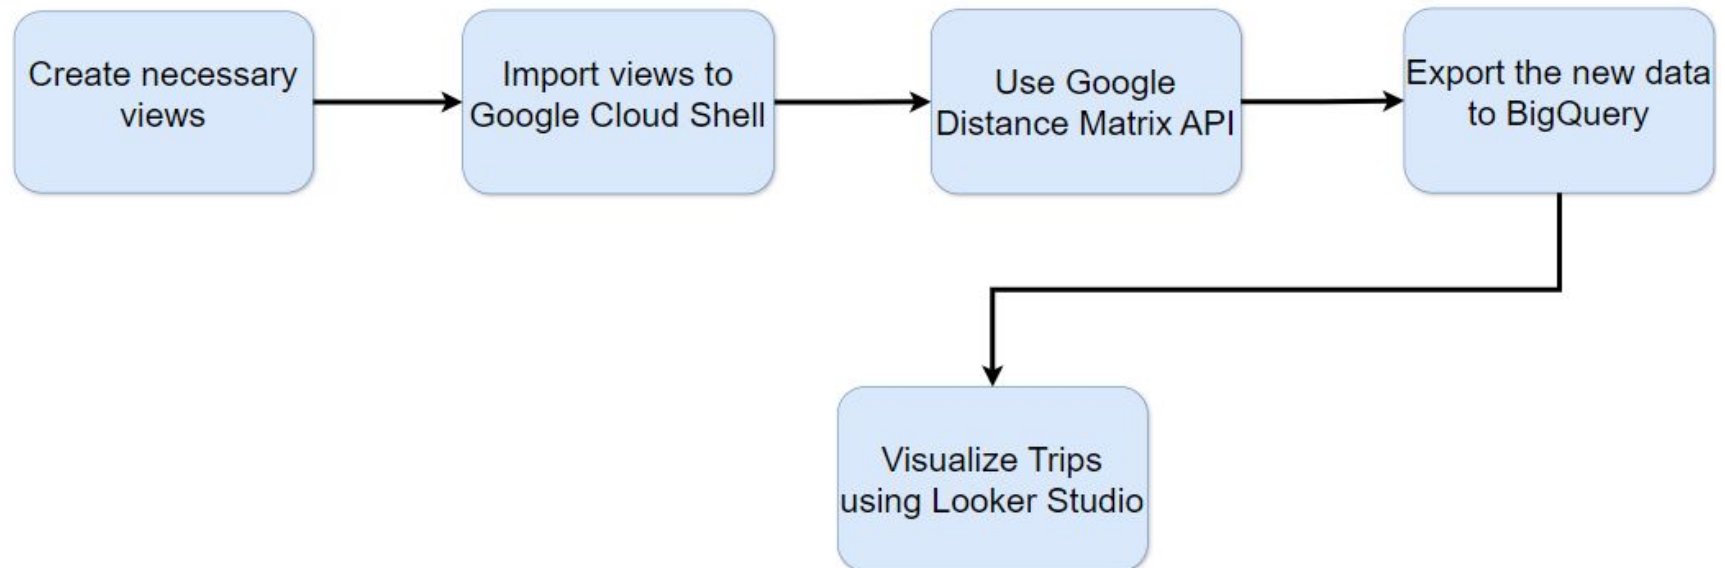 Create necessary
views
Import views to
Google Cloud Shell
Use Google
Distance Matrix API
Export the new data
to BigQuery
Visualize Trips
using Looker Studio